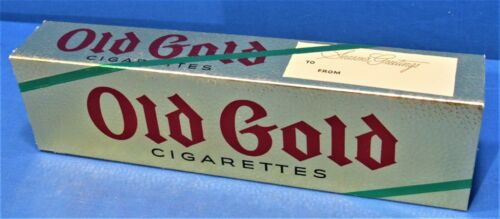 Old Gold
CIGARETTES
Season's Greetings
TO
FROM
Old Gold
CIGARETTES